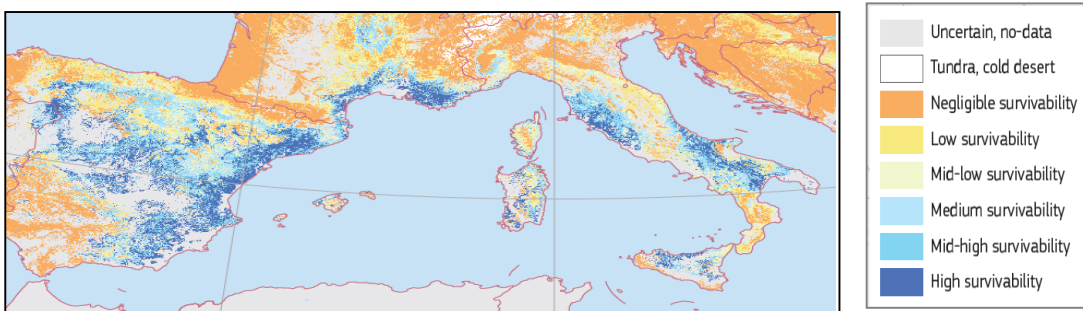 Uncertain, no-data
Tundra, cold desert
Negligible survivability
Low survivability
Mid-low survivability
Medium survivability
Mid-high survivability
High survivability